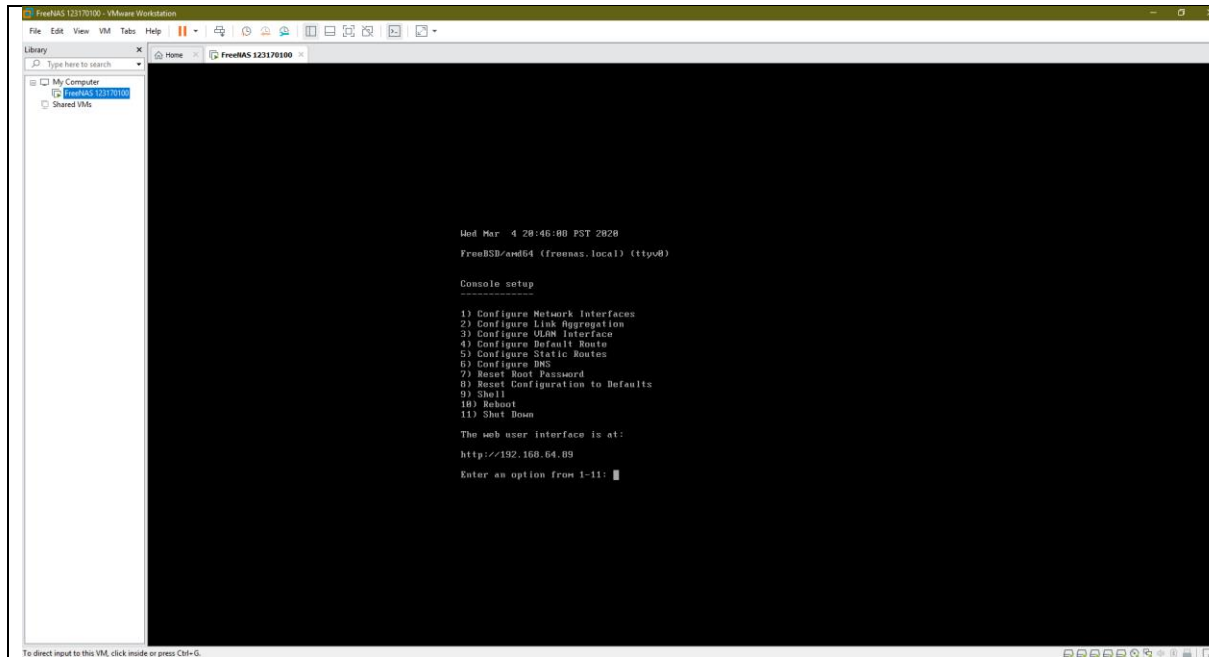 FreeNAS 123170100 - VMware Workstation
File Edit View VM Tabs Help
Library
Home
FreeNAS 123170100
Type here to search
My Computer
FreeNAS 123170100
Shared VMs
Wed Mar 4 20:46:08 PST 2020
FreeBSD/amd64 (freenas.local) (ttyv0)
Console setup
-------------
1) Configure Network Interfaces
2) Configure Link Aggregation
3) Configure VLAN Interface
4) Configure Default Route
5) Configure Static Routes
6) Configure DNS
7) Reset Root Password
8) Reset Configuration to Defaults
9) Shell
10) Reboot
11) Shut Down
The web user interface is at:
http://192.168.64.89
Enter an option from 1-11:
To direct input to this VM, click inside or press Ctrl+G.